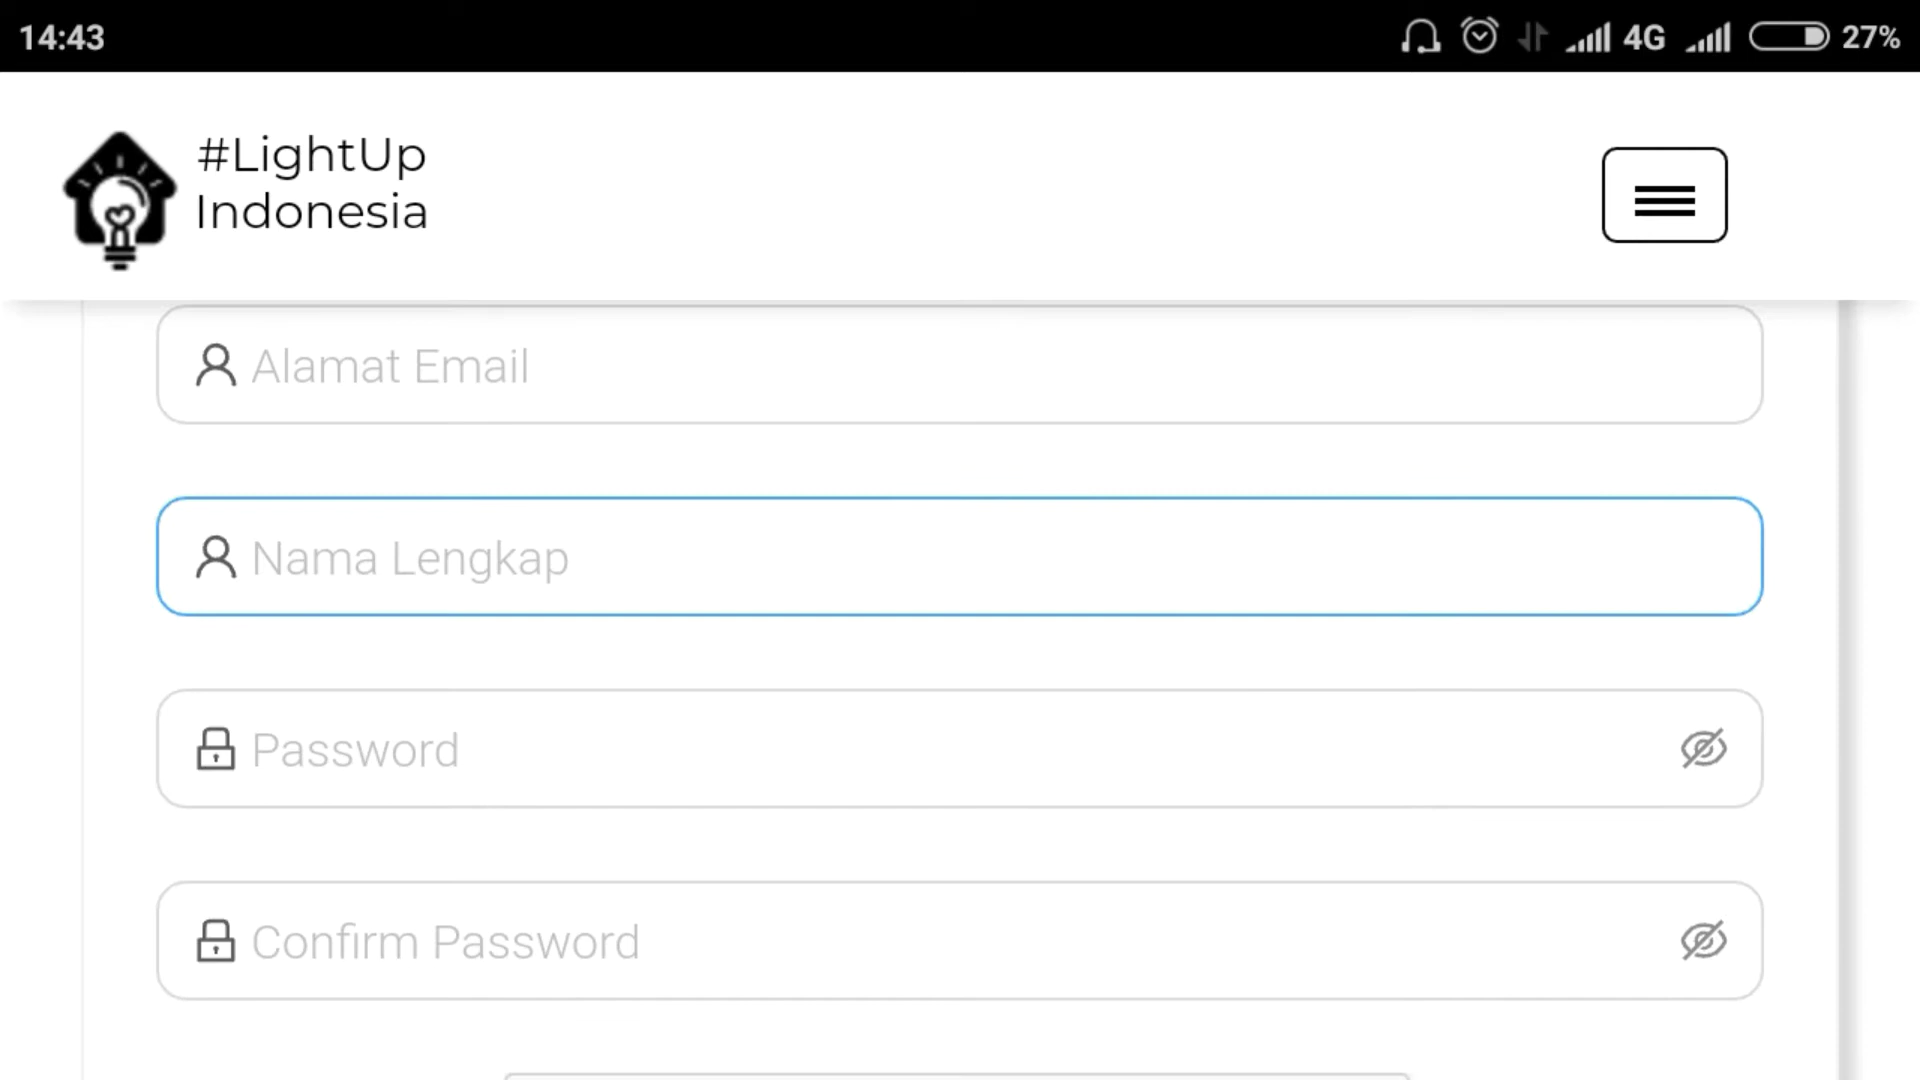 14:43
4G
27%
#LightUp
Indonesia
Alamat Email
Nama Lengkap
Password
Confirm Password